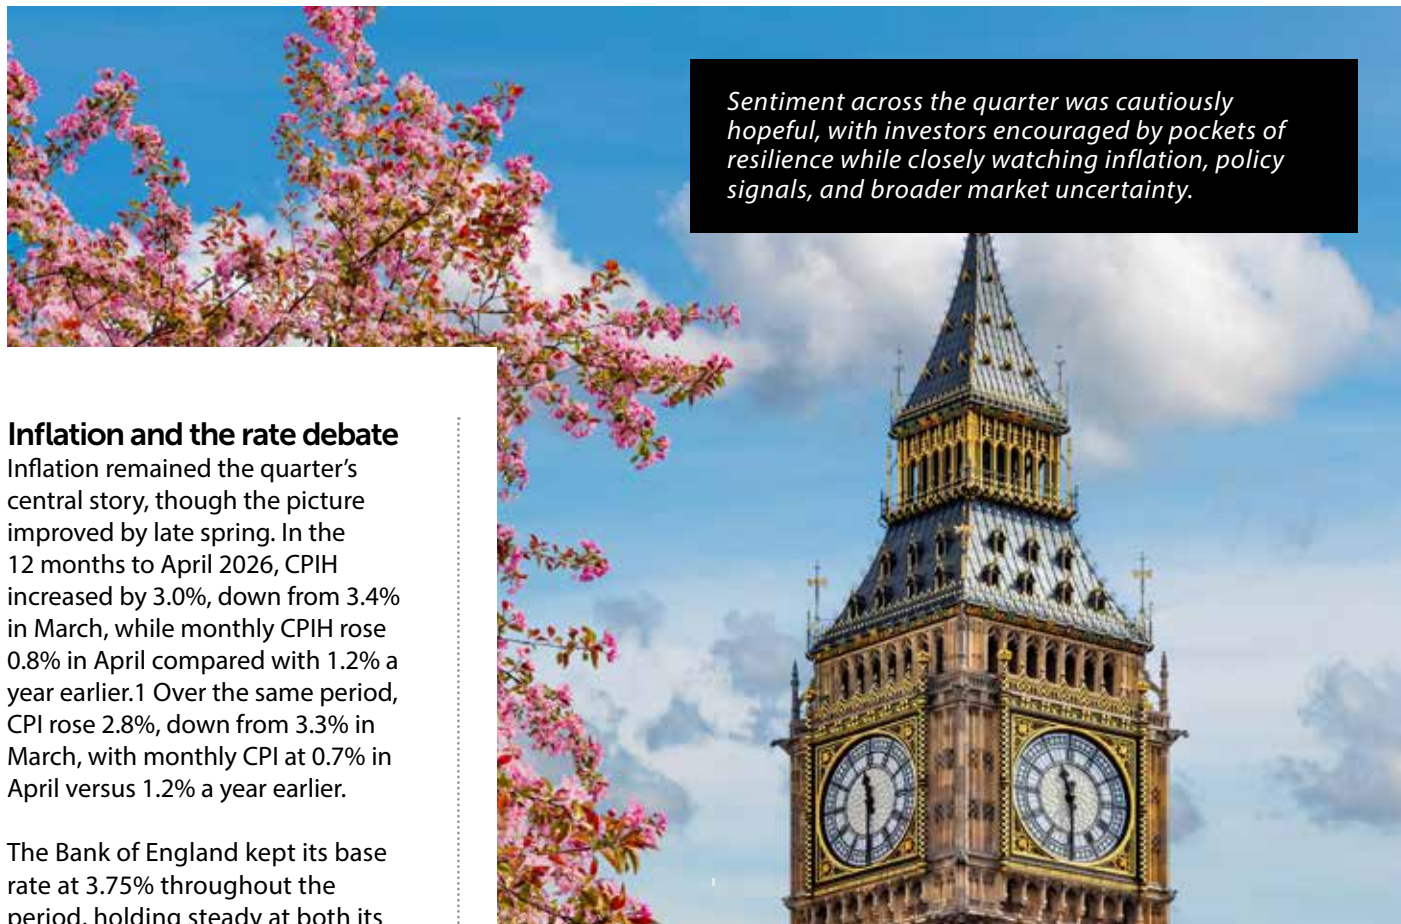 Sentiment across the quarter was cautiously
hopeful, with investors encouraged by pockets of
resilience while closely watching inflation, policy
signals, and broader market uncertainty.
Inflation and the rate debate
Inflation remained the quarter’s
central story, though the picture
improved by late spring. In the
12 months to April 2026, CPIH
increased by 3.0%, down from 3.4%
in March, while monthly CPIH rose
0.8% in April compared with 1.2% a
year earlier.1 Over the same period,
CPI rose 2.8%, down from 3.3% in
March, with monthly CPI at 0.7% in
April versus 1.2% a year earlier.
The Bank of England kept its base
rate at 3.75% throughout the
period, holding steady at both its